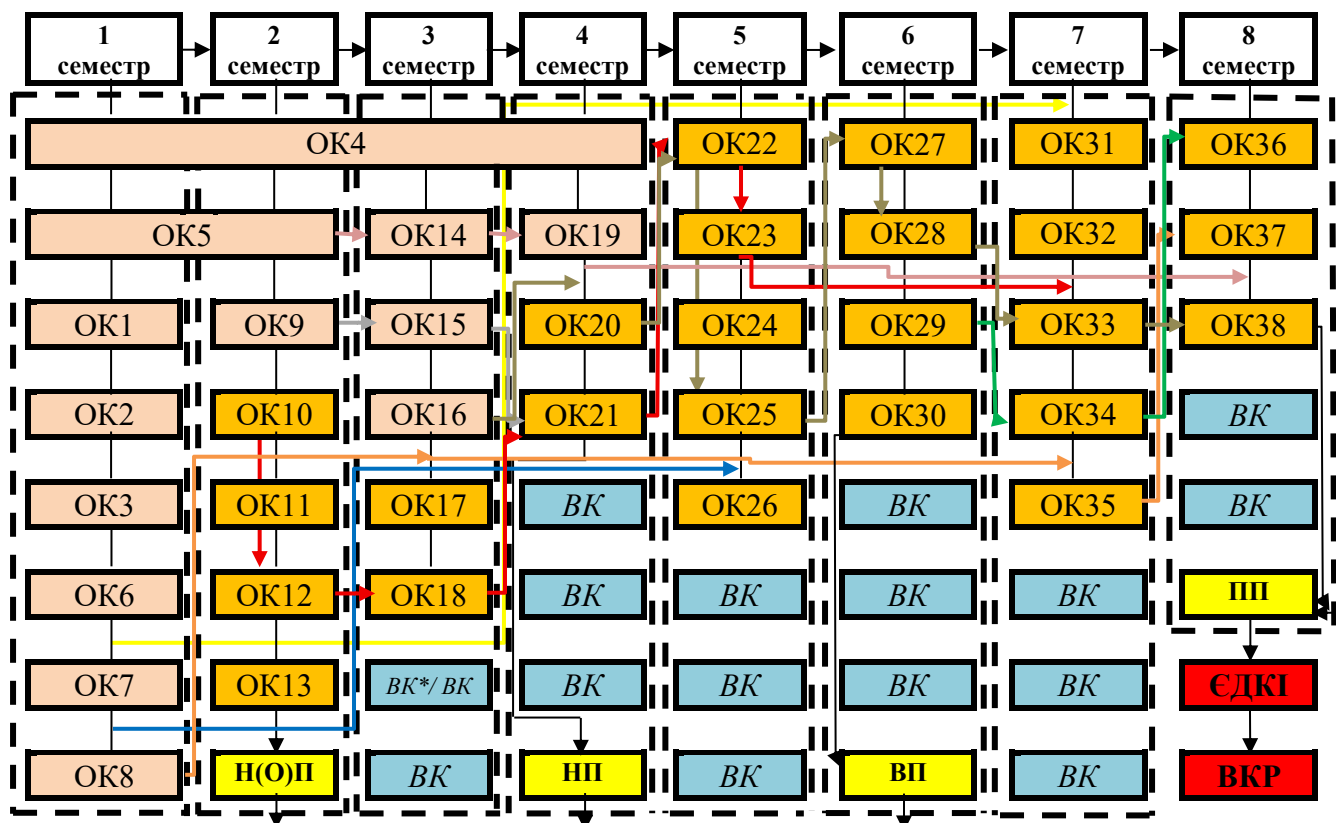 1 семестр
2 семестр
3 семестр
4 семестр
5 семестр
6 семестр
7 семестр
8 семестр
ОК4
ОК22
ОК27
ОК31
ОК36
ОК5
ОК14
ОК19
ОК23
ОК28
ОК32
ОК37
ОК1
ОК9
ОК15
ОК20
ОК24
ОК29
ОК33
ОК38
ОК2
ОК10
ОК16
ОК21
ОК25
ОК30
ОК34
ВК
ОК3
ОК11
ОК17
ВК
ОК26
ВК
ОК35
ВК
ОК6
ОК12
ОК18
ВК
ВК
ВК
ВК
ПП
ОК7
ОК13
ВК*/ ВК
ВК
ВК
ВК
ВК
ЄДКІ
ОК8
Н(О)П
ВК
НП
ВК
ВП
ВК
ВКР